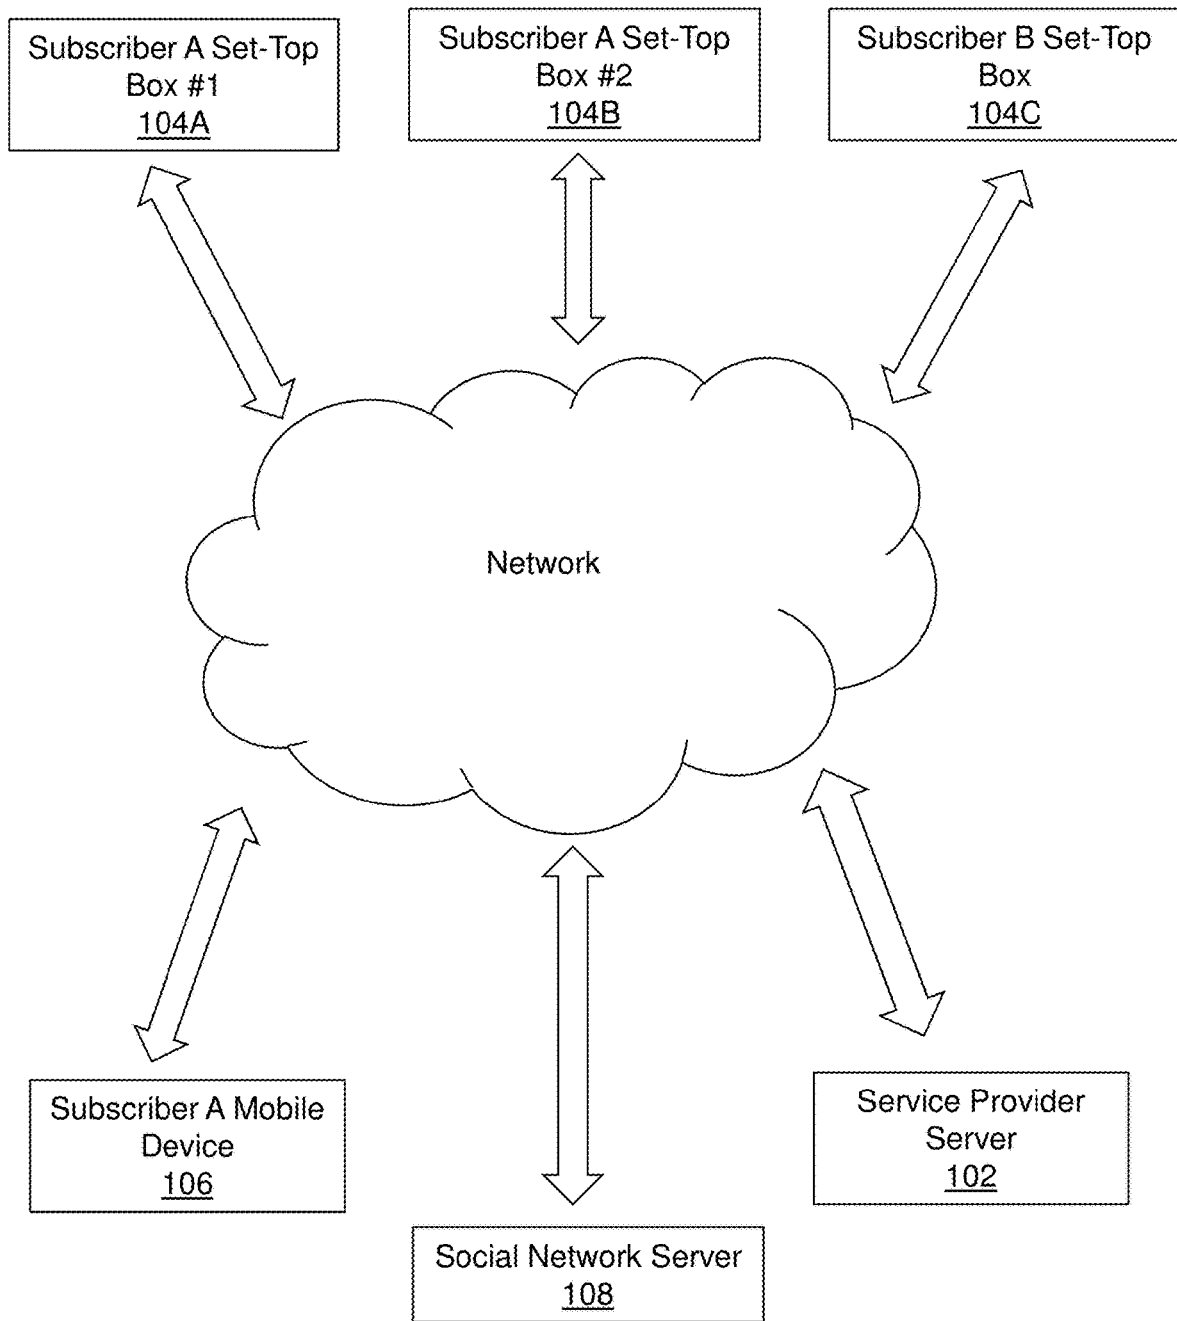 Subscriber A Set-Top
Box #1
104A
Subscriber A Set-Top
Box #2
104B
Subscriber B Set-Top
Box
104C
Network
Subscriber A Mobile
Device
106
Service Provider
Server
102
Social Network Server
108